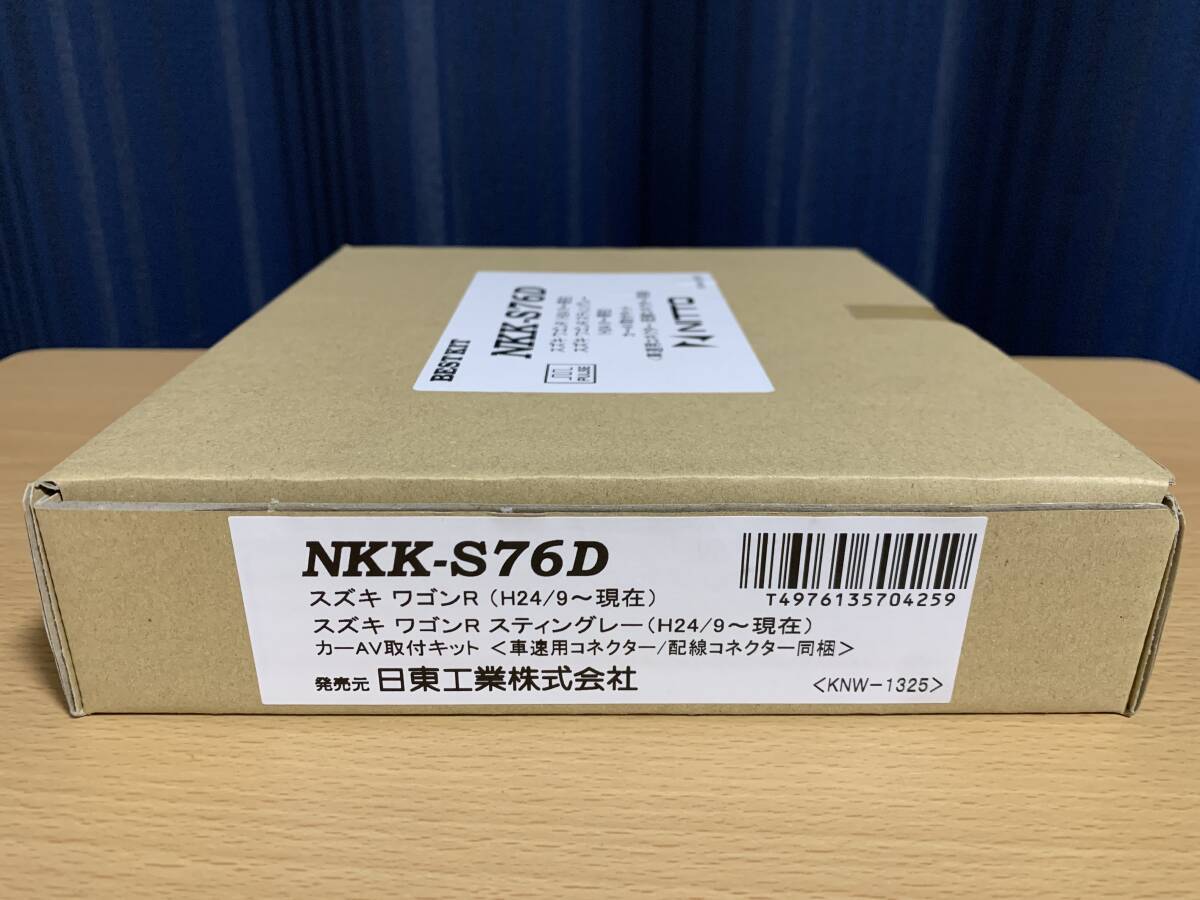 BEST KIT
NKK-S76D
PULSE
NITTO
NKK-S76D
スズキ ワゴンR (H24/9～現在)
スズキ ワゴンR スティングレー(H24/9～現在)
カーAV取付キット <車速用コネクター/配線コネクター同梱>
発売元 日東工業株式会社
T4976135704259
<KNW-1325>